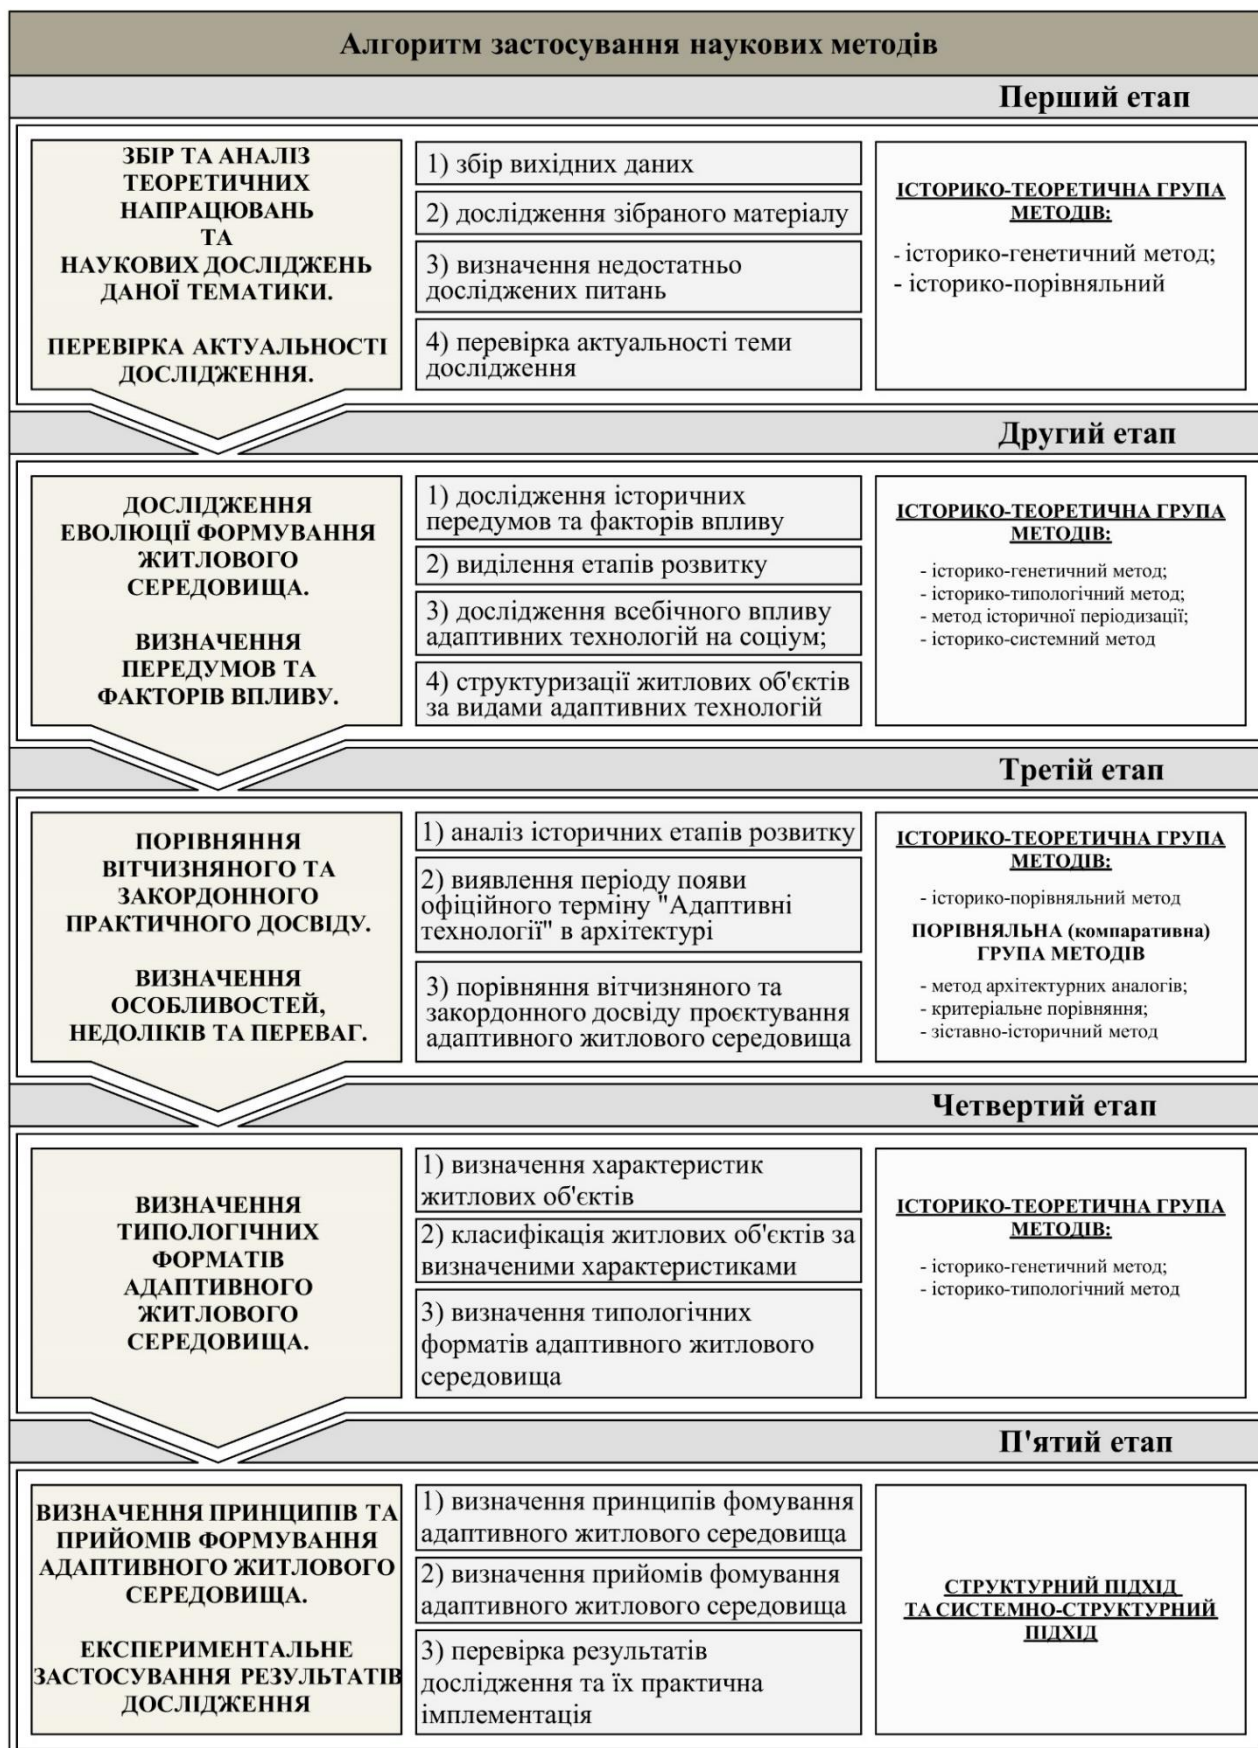 Алгоритм застосування наукових методів
Перший етап
ЗБІР ТА АНАЛІЗ
ТЕОРЕТИЧНИХ
НАПРАЦЮВАНЬ
ТА
НАУКОВИХ ДОСЛІДЖЕНЬ
ДАНОЇ ТЕМАТИКИ.
ПЕРЕВІРКА АКТУАЛЬНОСТІ
ДОСЛІДЖЕННЯ.
1) збір вихідних даних
2) дослідження зібраного матеріалу
3) визначення недостатньо
досліджених питань
4) перевірка актуальності теми
дослідження
ІСТОРИКО-ТЕОРЕТИЧНА ГРУПА
МЕТОДІВ:
- історико-генетичний метод;
- історико-порівняльний
Другий етап
ДОСЛІДЖЕННЯ
ЕВОЛЮЦІЇ ФОРМУВАННЯ
ЖИТЛОВОГО
СЕРЕДОВИЩА.
ВИЗНАЧЕННЯ
ПЕРЕДУМОВ ТА
ФАКТОРІВ ВПЛИВУ.
1) дослідження історичних
передумов та факторів впливу
2) виділення етапів розвитку
3) дослідження всебічного впливу
адаптивних технологій на соціум;
4) структуризації житлових об'єктів
за видами адаптивних технологій
ІСТОРИКО-ТЕОРЕТИЧНА ГРУПА
МЕТОДІВ:
- історико-генетичний метод;
- історико-типологічний метод;
- метод історичної періодизації;
- історико-системний метод
Третій етап
ПОРІВНЯННЯ
ВІТЧИЗНЯНОГО ТА
ЗАКОРДОННОГО
ПРАКТИЧНОГО ДОСВІДУ.
ВИЗНАЧЕННЯ
ОСОБЛИВОСТЕЙ,
НЕДОЛІКІВ ТА ПЕРЕВАГ.
1) аналіз історичних етапів розвитку
2) виявлення періоду появи
офіційного терміну "Адаптивні
технології" в архітектурі
3) порівняння вітчизняного та
закордонного досвіду проєктування
адаптивного житлового середовища
ІСТОРИКО-ТЕОРЕТИЧНА ГРУПА
МЕТОДІВ:
- історико-порівняльний метод
ПОРІВНЯЛЬНА (компаративна)
ГРУПА МЕТОДІВ
- метод архітектурних аналогів;
- критеріальне порівняння;
- зіставно-історичний метод
Четвертий етап
ВИЗНАЧЕННЯ
ТИПОЛОГІЧНИХ
ФОРМАТІВ
АДАПТИВНОГО
ЖИТЛОВОГО
СЕРЕДОВИЩА.
1) визначення характеристик
житлових об'єктів
2) класифікація житлових об'єктів за
визначеними характеристиками
3) визначення типологічних
форматів адаптивного житлового
середовища
ІСТОРИКО-ТЕОРЕТИЧНА ГРУПА
МЕТОДІВ:
- історико-генетичний метод;
- історико-типологічний метод
П'ятий етап
ВИЗНАЧЕННЯ ПРИНЦИПІВ ТА
ПРИЙОМІВ ФОРМУВАННЯ
АДАПТИВНОГО ЖИТЛОВОГО
СЕРЕДОВИЩА.
ЕКСПЕРИМЕНТАЛЬНЕ
ЗАСТОСУВАННЯ РЕЗУЛЬТАТІВ
ДОСЛІДЖЕННЯ
1) визначення принципів фомування
адаптивного житлового середовища
2) визначення прийомів фомування
адаптивного житлового середовища
3) перевірка результатів
дослідження та їх практична
імплементація
СТРУКТУРНИЙ ПІДХІД
ТА СИСТЕМНО-СТРУКТУРНИЙ
ПІДХІД